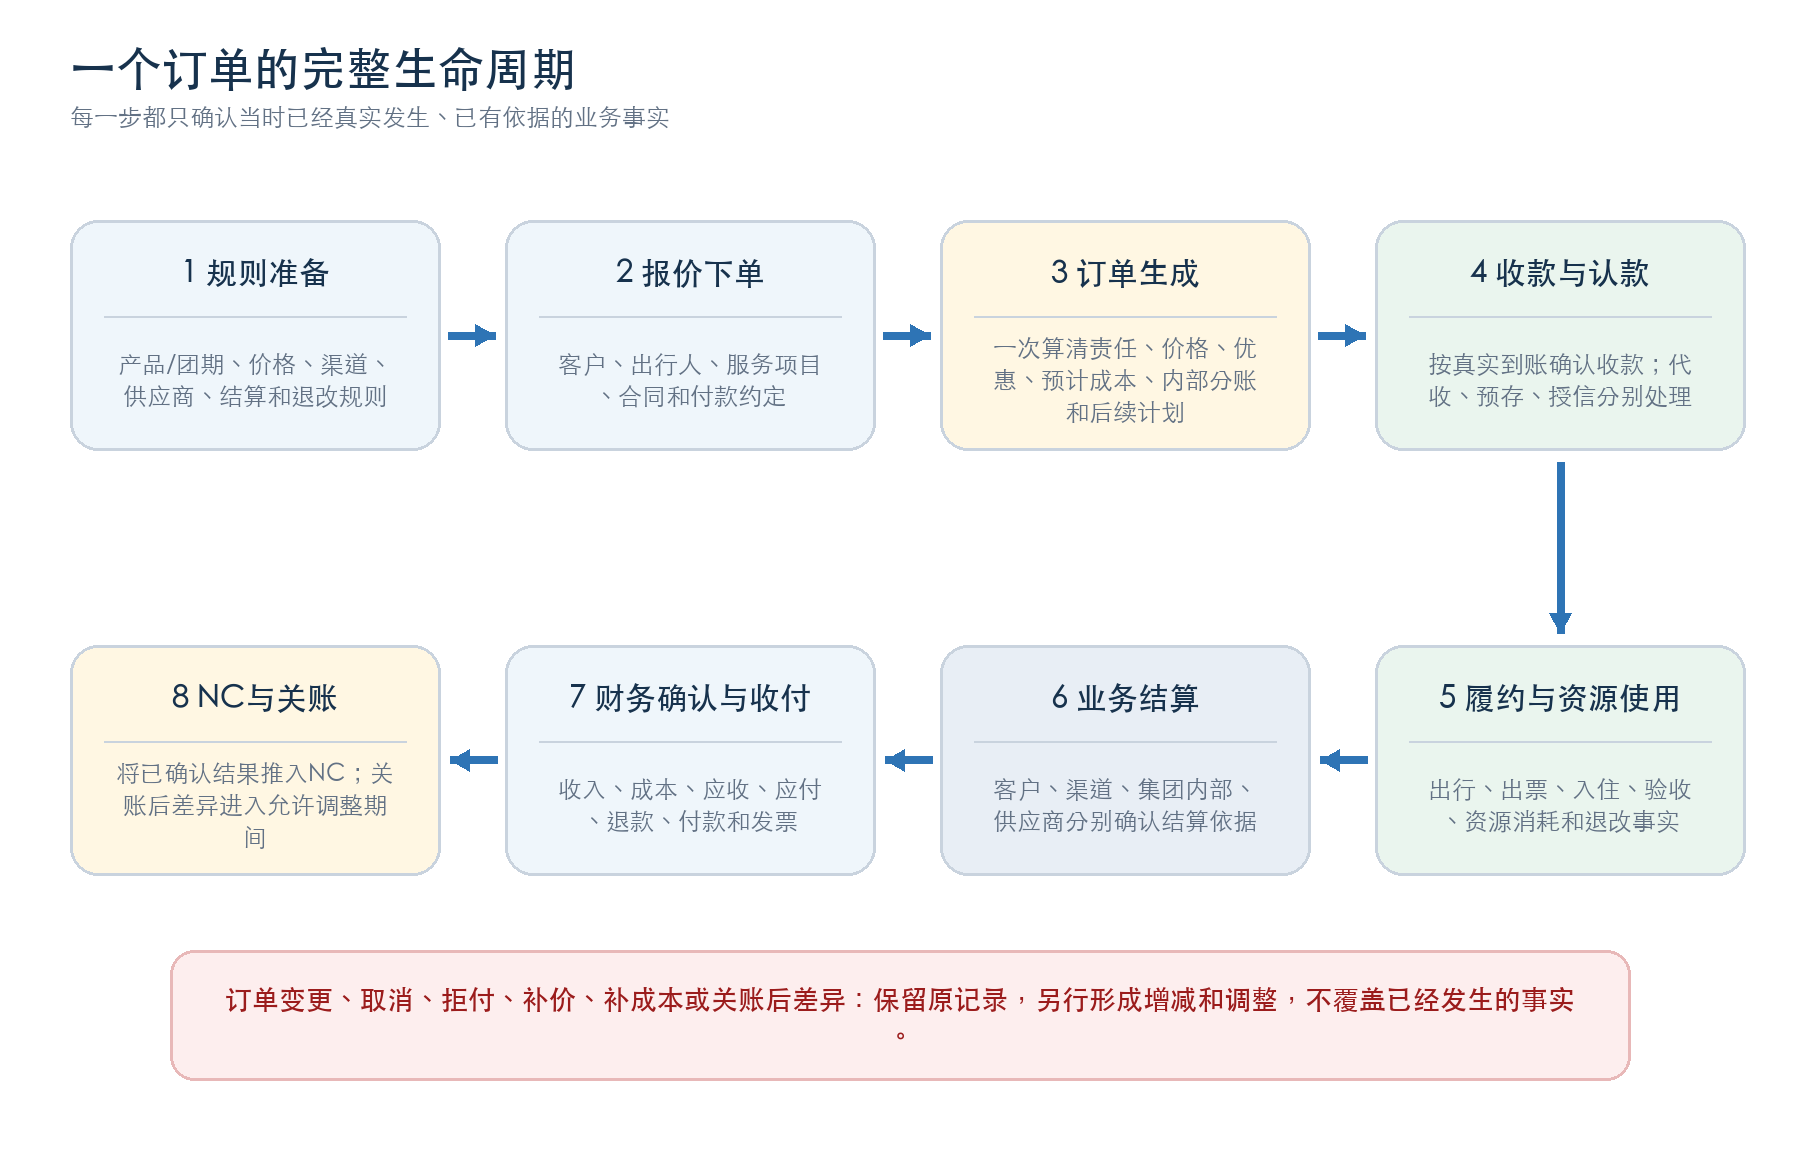 一个订单的完整生命周期
每一步都只确认当时已经真实发生、已有依据的业务事实
1 规则准备
产品/团期、价格、渠道、
供应商、结算和退改规则
2 报价下单
客户、出行人、服务项目
、合同和付款约定
3 订单生成
一次算清责任、价格、优
惠、预计成本、内部分账
和后续计划
4 收款与认款
按真实到账确认收款；代
收、预存、授信分别处理
5 履约与资源使用
出行、出票、入住、验收
、资源消耗和退改事实
6 业务结算
客户、渠道、集团内部、
供应商分别确认结算依据
7 财务确认与收付
收入、成本、应收、应付
、退款、付款和发票
8 NC与关账
将已确认结果推入NC；关
账后差异进入允许调整期
间
订单变更、取消、拒付、补价、补成本或关账后差异：保留原记录，另行形成增减和调整，不覆盖已经发生的事实
。